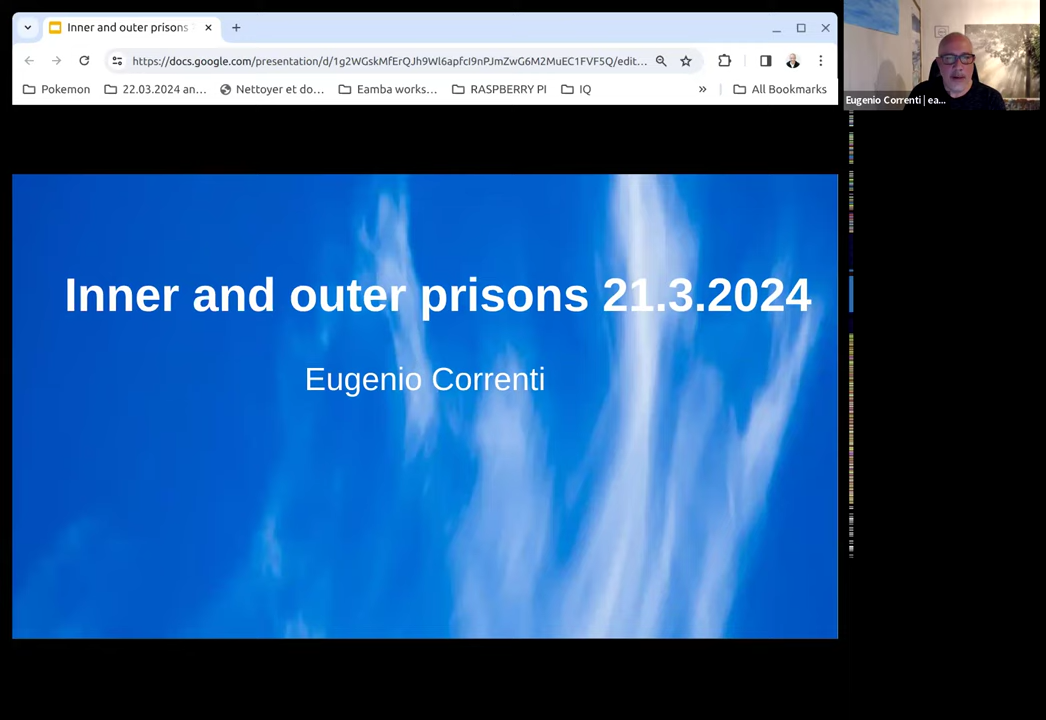 Inner and outer prisons
https://docs.google.com/presentation/d/1g2WGskMfErQJh9Wl6apfcI9nPJmZwG6M2MuEC1FVF5Q/edit...
Pokemon
22.03.2024 an...
Nettoyer et do...
Eamba works...
RASPBERRY PI
IQ
»
All Bookmarks
Eugenio Correnti | ea...
Inner and outer prisons 21.3.2024
Eugenio Correnti